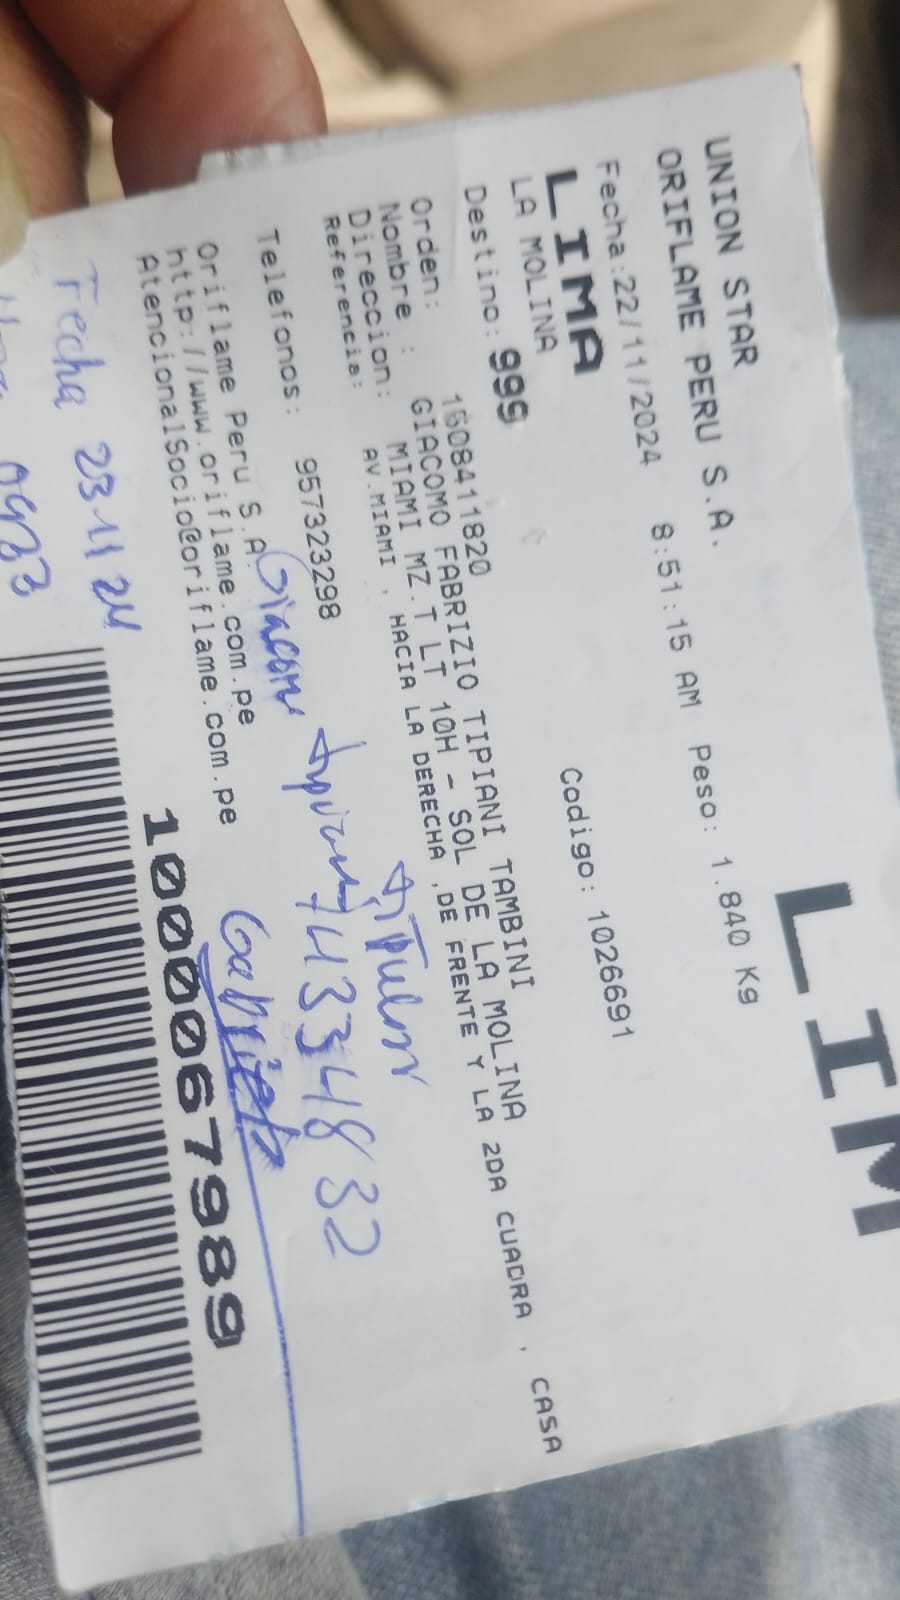 LIM
UNION STAR
ORIFLAME PERU S.A.
Fecha:22/11/2024 8:51:15 AM Peso: 1.840 Kg
LIMA
LA MOLINA
Codigo: 1026691
Destino: 999
Orden: 1608411820
Nombre : GIACOMO FABRIZIO TIPIANI TAMBINI
Direccion: MIAMI MZ.T LT 10H - SOL DE LA MOLINA
Referencia: AV.MIAMI , HACIA LA DERECHA ,DE FRENTE Y LA 2DA CUADRA , CASA
Telefonos: 957323298
Titular
74334832
Oriflame Peru S.A.
http://www.oriflame.com.pe
AtencionalSocio@oriflame.com.pe
Fecha 23 11 24
1000067989